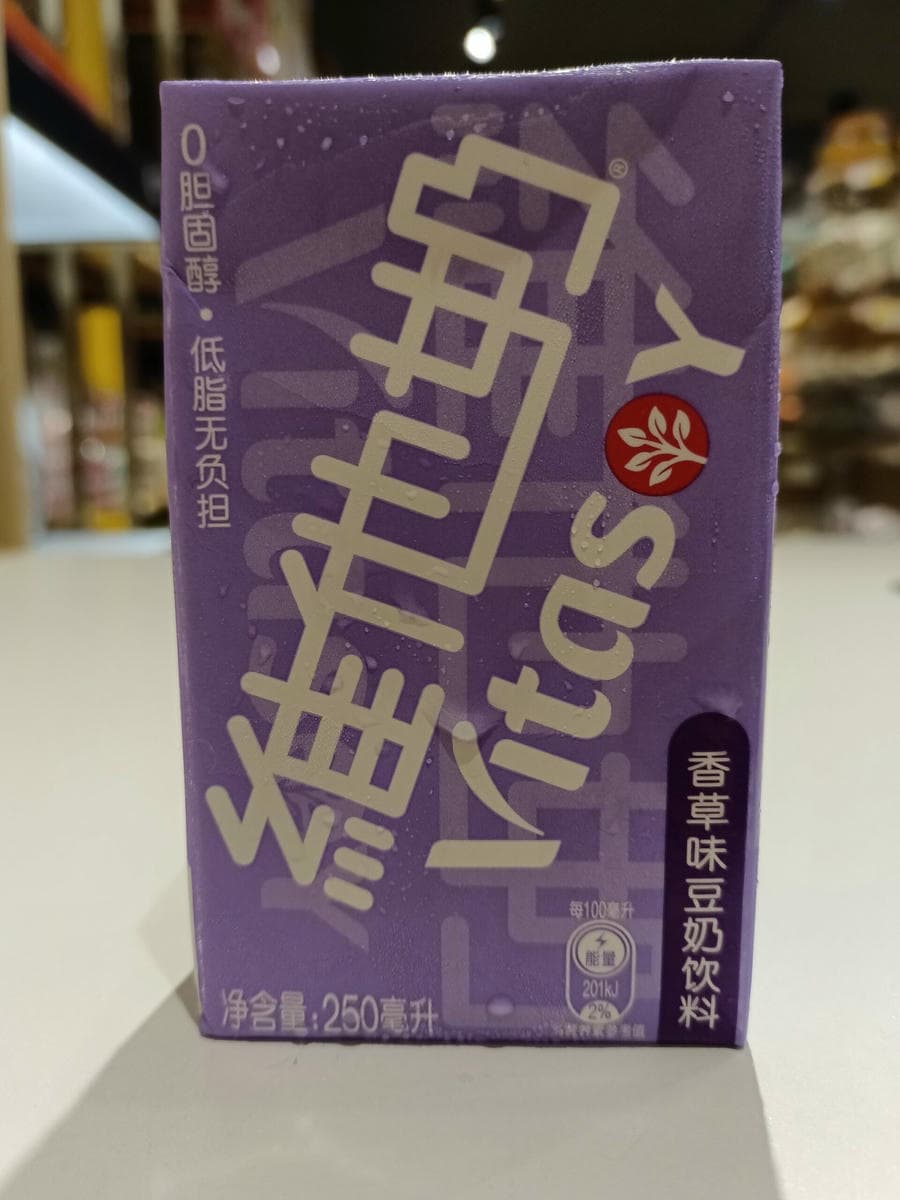 0胆固醇·低脂无负担
維他奶®
VitasoY
香草味豆奶饮料
每100毫升
能量
201kJ
2%
净含量:250毫升